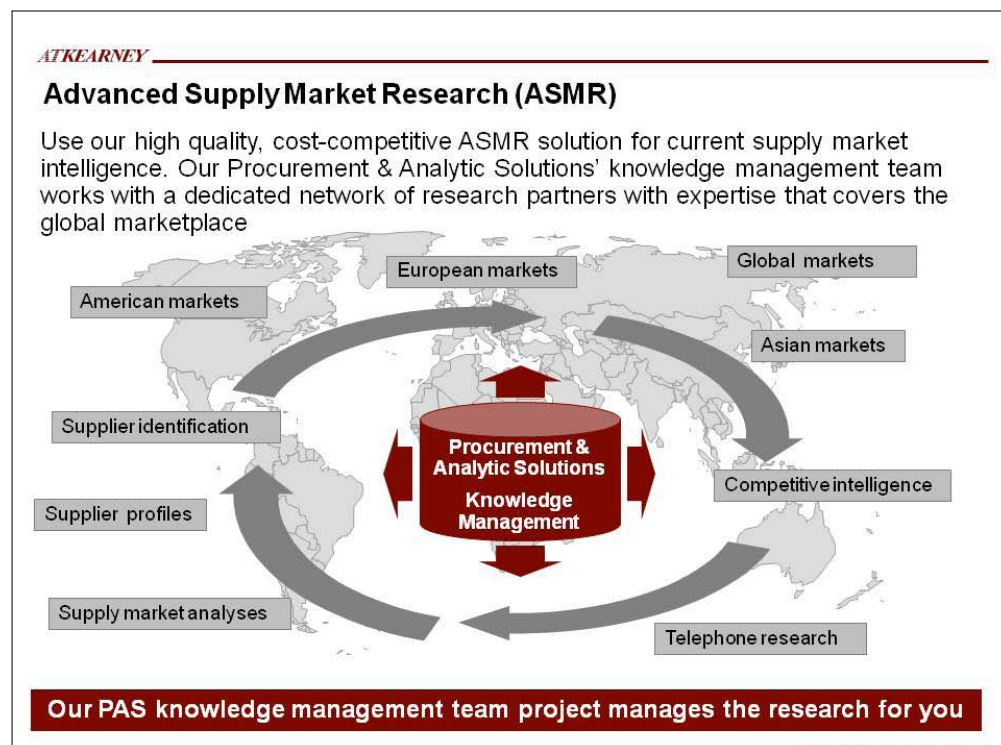 ATKEARNEY
Advanced Supply Market Research (ASMR)
Use our high quality, cost-competitive ASMR solution for current supply market
intelligence. Our Procurement & Analytic Solutions' knowledge management team
works with a dedicated network of research partners with expertise that covers the
global marketplace
European markets
Global markets
American markets
Asian markets
Supplier identification
Procurement &
Analytic Solutions
Knowledge
Management
Competitive intelligence
Supplier profiles
Supply market analyses
Telephone research
Our PAS knowledge management team project manages the research for you